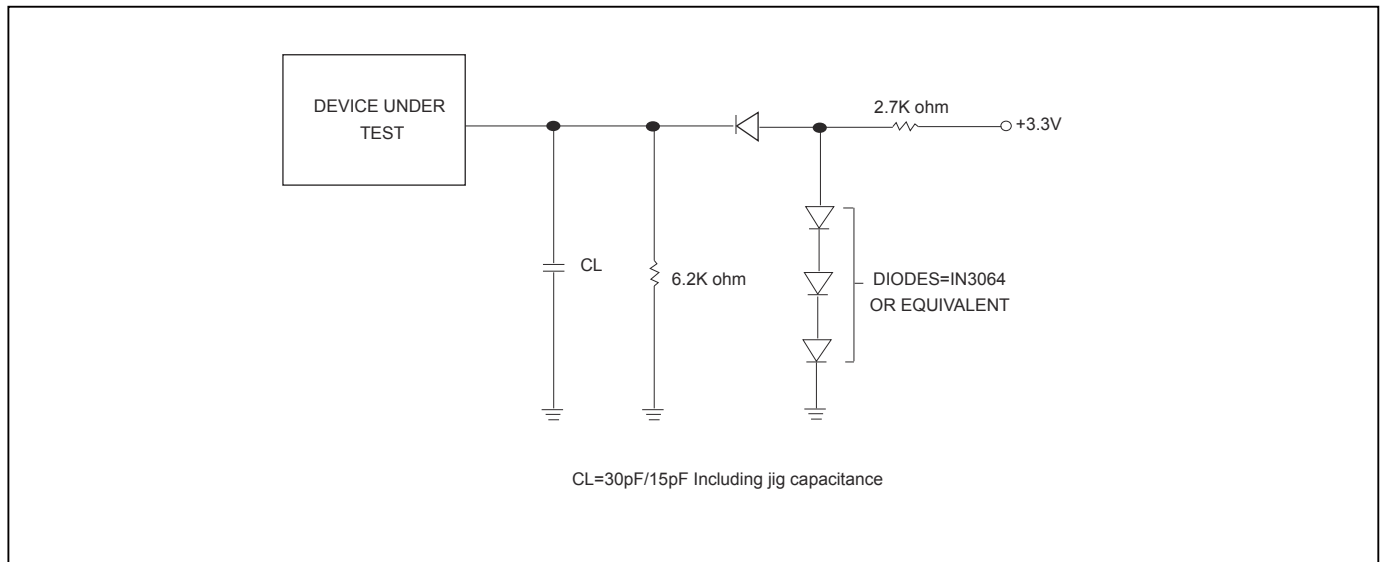 DEVICE UNDER
TEST
2.7K ohm
+3.3V
CL
6.2K ohm
DIODES=IN3064
OR EQUIVALENT
CL=30pF/15pF Including jig capacitance